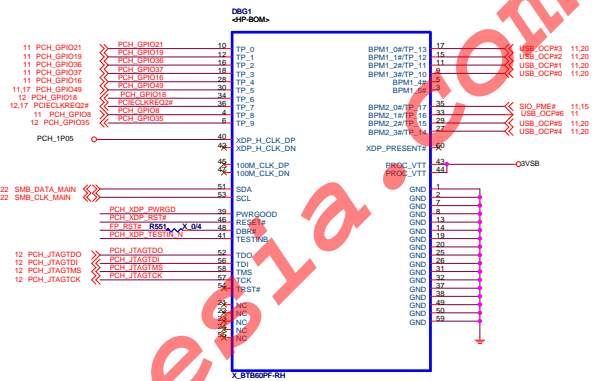 DBG1
<HP-BOM>
11 PCH_GPIO21 PCH_GPIO21 10 TP_0
11 PCH_GPIO19 PCH_GPIO19 12 TP_1
11 PCH_GPIO36 PCH_GPIO36 16 TP_2
11 PCH_GPIO37 PCH_GPIO37 18 TP_3
11 PCH_GPIO16 PCH_GPIO16 28 TP_4
11,17 PCH_GPIO49 PCH_GPIO49 30 TP_5
12 PCH_GPIO18 PCH_GPIO18 34 TP_6
12,17 PCIECLKREQ2# PCIECLKREQ2# 36 TP_7
11 PCH_GPIO8 PCH_GPIO8 4 TP_8
12 PCH_GPIO35 PCH_GPIO35 6 TP_9
PCH_1P05 40 XDP_H_CLK_DP
42 XDP_H_CLK_DN
45 100M_CLK_DP
100M_CLK_DN
22 SMB_DATA_MAIN 51 SDA
22 SMB_CLK_MAIN 53 SCL
PCH_XDP_PWRGD 39 PWRGOOD
PCH_XDP_RST# 46 RESET#
FP_RST# R551 X_0/4 48 DBR#
PCH_XDP_TESTIN_N 41 TESTINB
12 PCH_JTAGTDO PCH_JTAGTDO 52 TDO
12 PCH_JTAGTDI PCH_JTAGTDI 56 TDI
12 PCH_JTAGTMS PCH_JTAGTMS 58 TMS
12 PCH_JTAGTCK PCH_JTAGTCK 57 TCK
54 TRST#
21 NC
22 NC
23 NC
24 NC
NC
BPM1_0#/TP_13 17 USB_OCP#3 11,20
BPM1_1#/TP_12 15 USB_OCP#2 11,20
BPM1_2#/TP_11 11 USB_OCP#1 11,20
BPM1_3#/TP_10 9 USB_OCP#0 11,20
BPM1_4# 5
BPM1_5# 3
BPM2_0#/TP_17 35 SIO_PME# 11,15
BPM2_1#/TP_16 33 USB_OCP#6 11
BPM2_2#/TP_15 29 USB_OCP#5 11,20
BPM2_3#/TP_14 27 USB_OCP#4 11,20
XDP_PRESENT# 60
PROC_VTT 43 3VSB
PROC_VTT 44
GND 1
GND 2
GND 7
GND 8
GND 13
GND 14
GND 19
GND 20
GND 25
GND 26
GND 31
GND 32
GND 37
GND 38
GND 49
GND 50
GND 59
X_BTB60PF-RH
esia.com